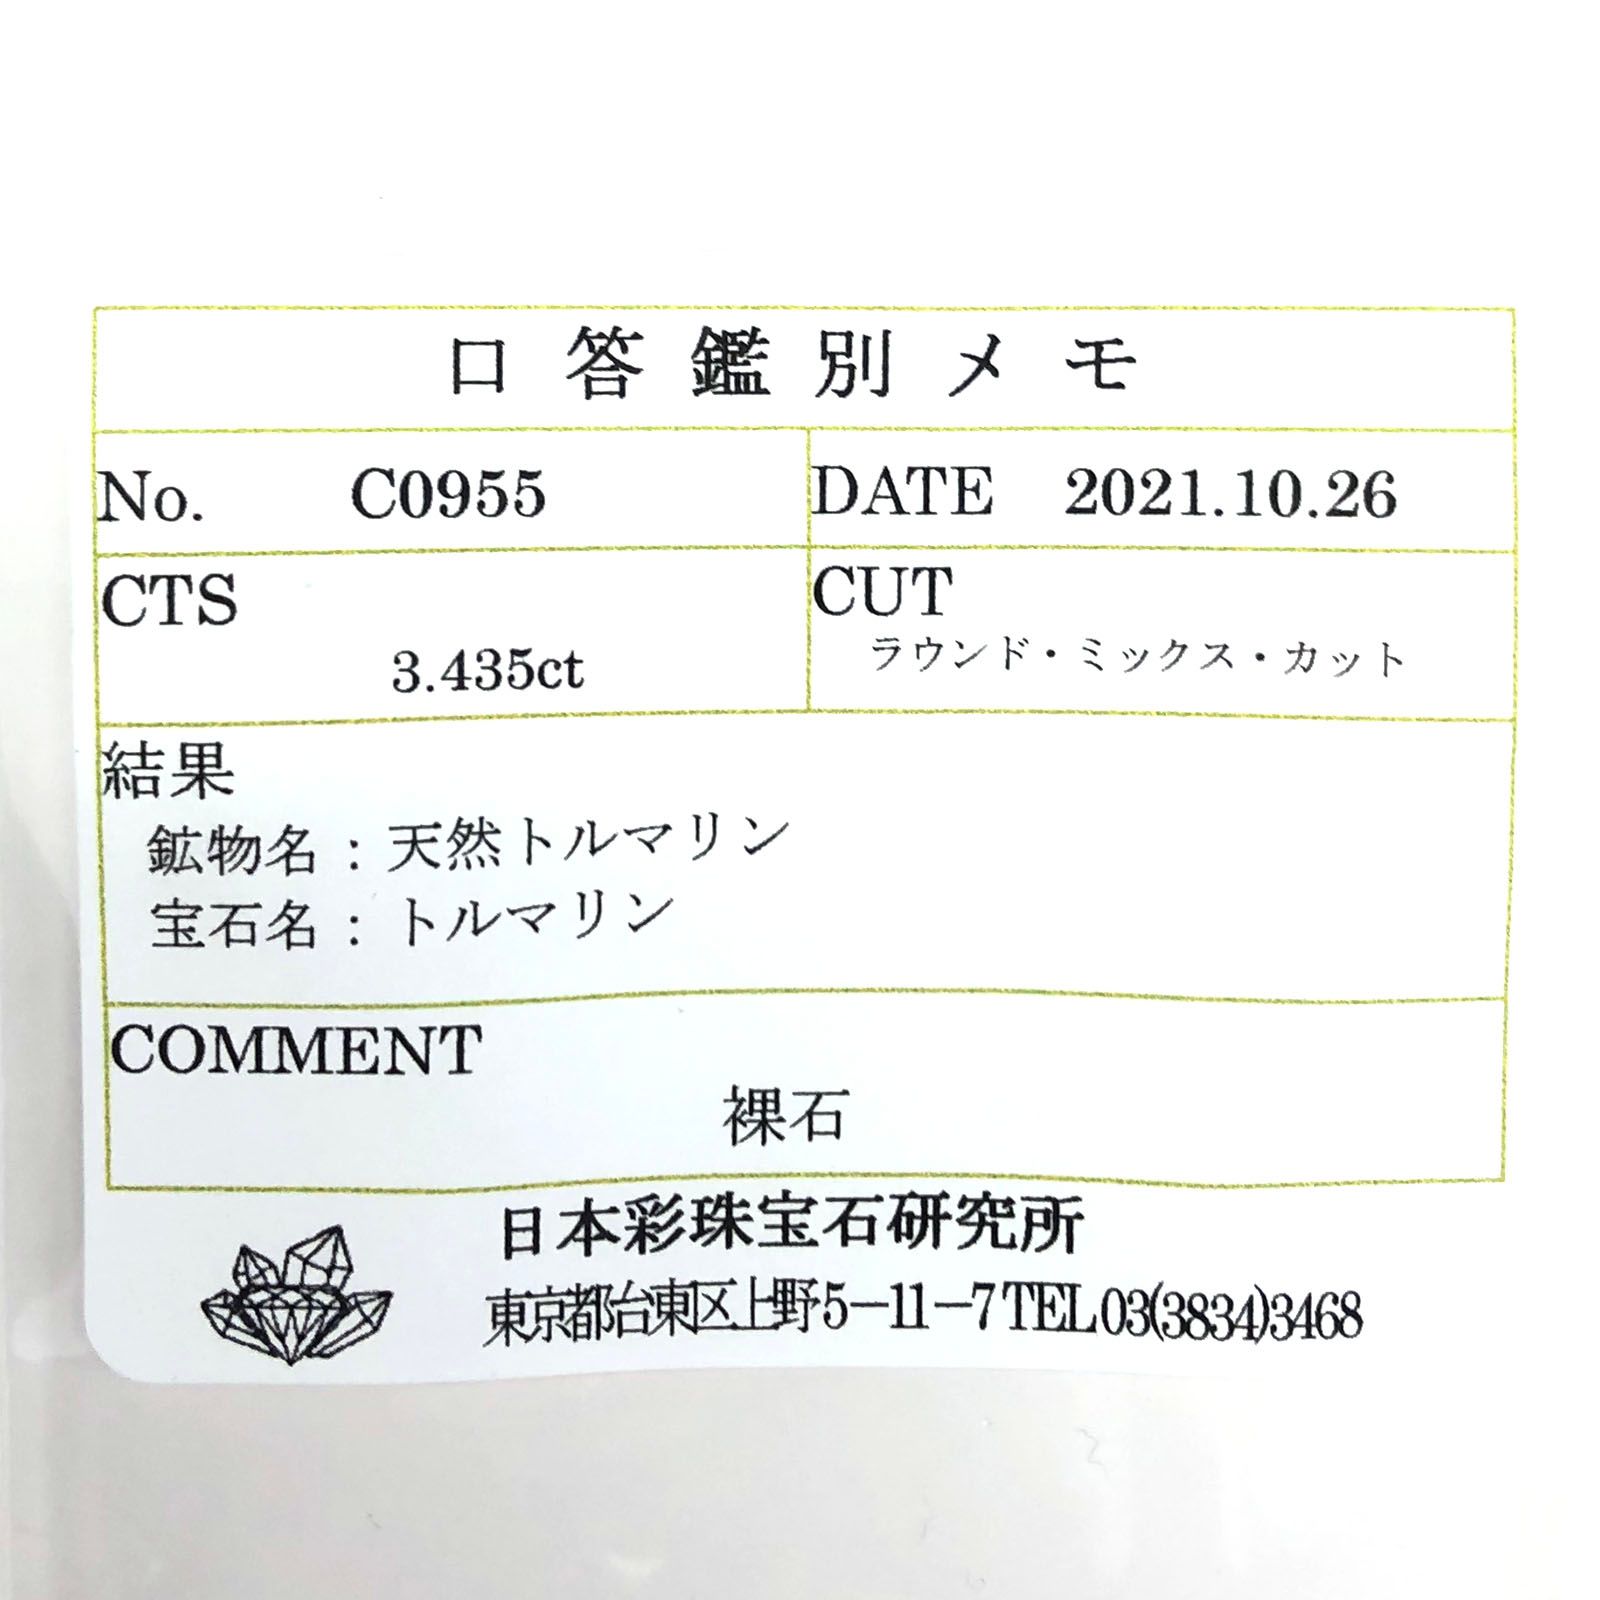 口答鑑別メモ
No. C0955 DATE 2021.10.26
CTS CUT
3.435ct ラウンド・ミックス・カット
結果
鉱物名：天然トルマリン
宝石名：トルマリン
COMMENT
裸石
日本彩珠宝石研究所
東京都台東区上野5－11－7 TEL 03(3834)3468